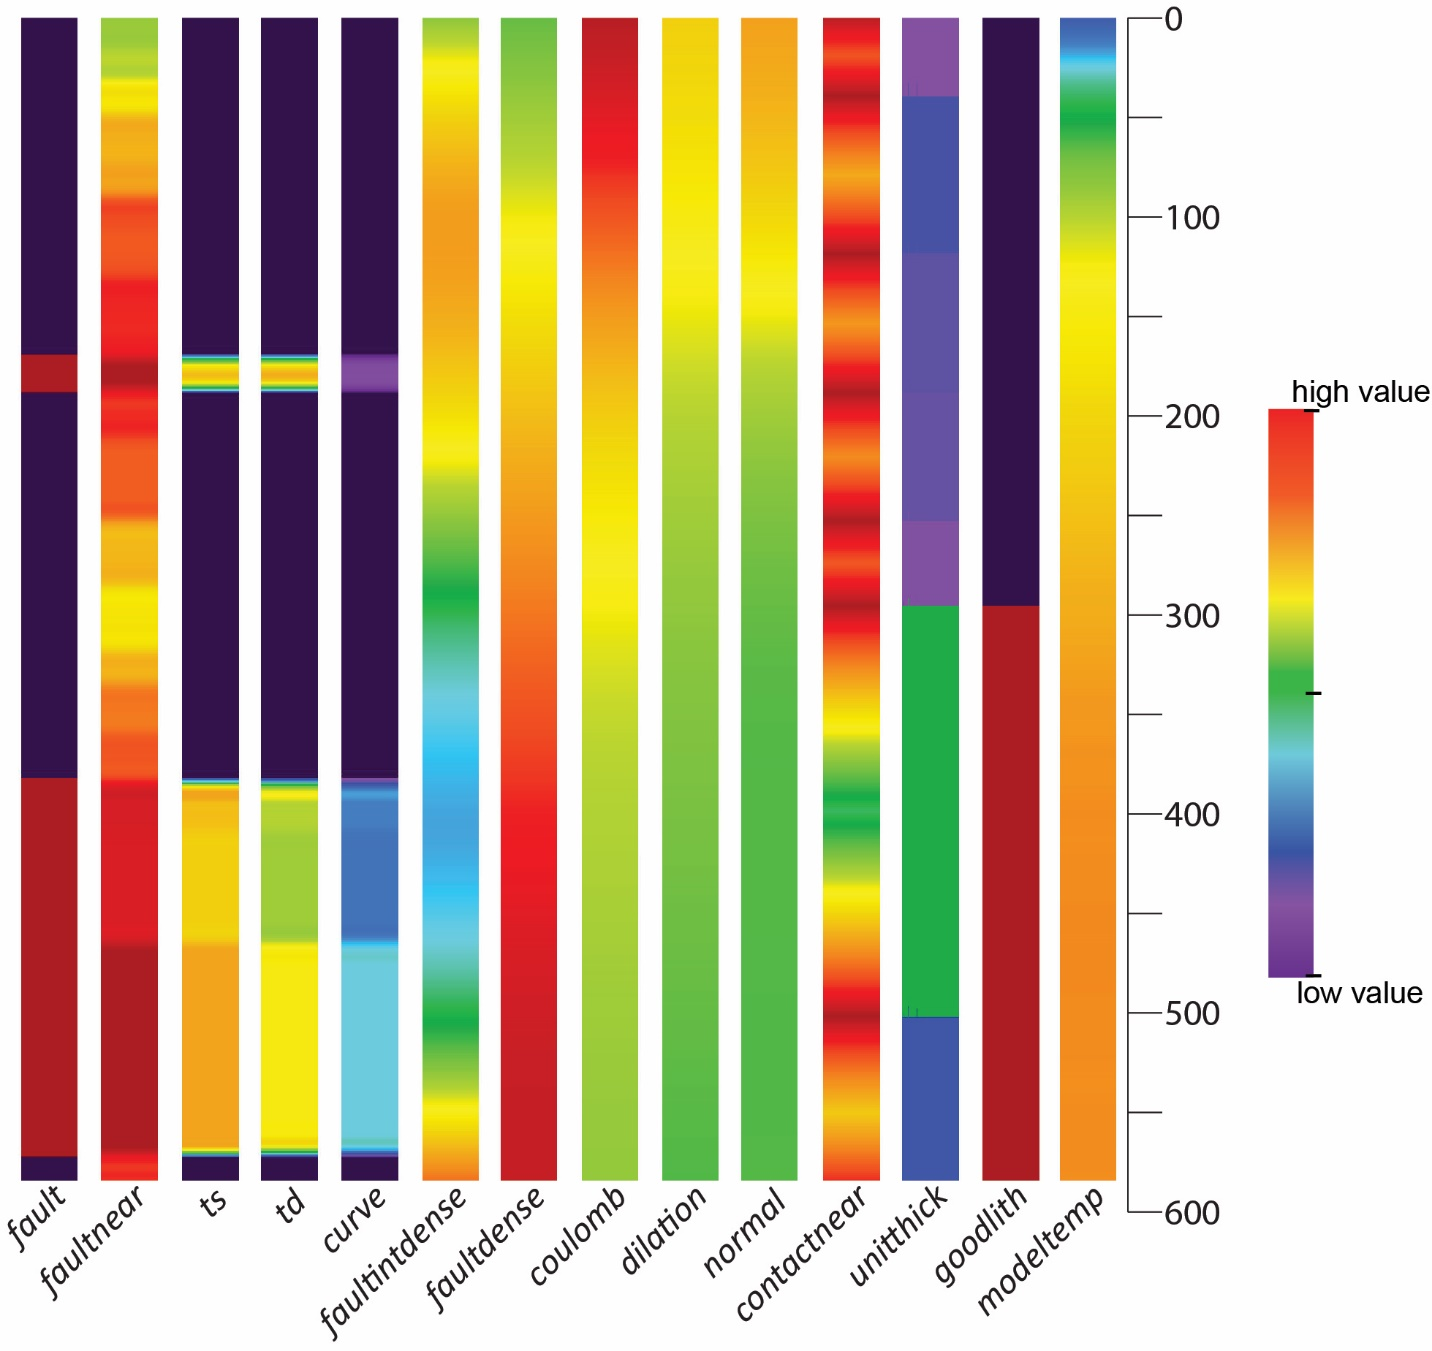 0
100
200
300
400
500
600
high value
low value
fault
faultnear
ts
td
curve
faultintdense
faultdense
coulomb
dilation
normal
contactnear
unitthick
goodlith
modeltemp